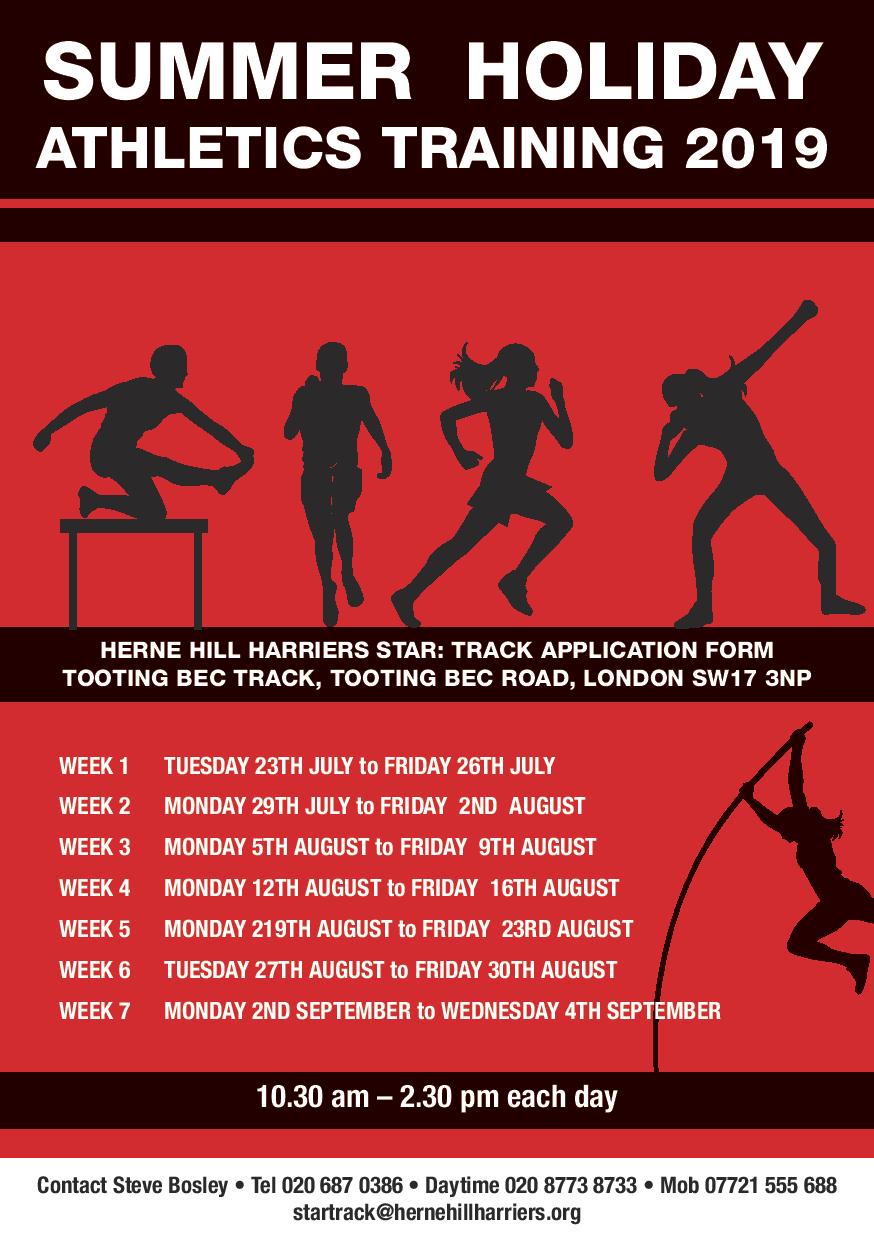 SUMMER HOLIDAY
ATHLETICS TRAINING 2019
HERNE HILL HARRIERS STAR: TRACK APPLICATION FORM
TOOTING BEC TRACK, TOOTING BEC ROAD, LONDON SW17 3NP
WEEK 1 TUESDAY 23TH JULY to FRIDAY 26TH JULY
WEEK 2 MONDAY 29TH JULY to FRIDAY 2ND AUGUST
WEEK 3 MONDAY 5TH AUGUST to FRIDAY 9TH AUGUST
WEEK 4 MONDAY 12TH AUGUST to FRIDAY 16TH AUGUST
WEEK 5 MONDAY 219TH AUGUST to FRIDAY 23RD AUGUST
WEEK 6 TUESDAY 27TH AUGUST to FRIDAY 30TH AUGUST
WEEK 7 MONDAY 2ND SEPTEMBER to WEDNESDAY 4TH SEPTEMBER
10.30 am – 2.30 pm each day
Contact Steve Bosley • Tel 020 687 0386 • Daytime 020 8773 8733 • Mob 07721 555 688
startrack@hernehillharriers.org